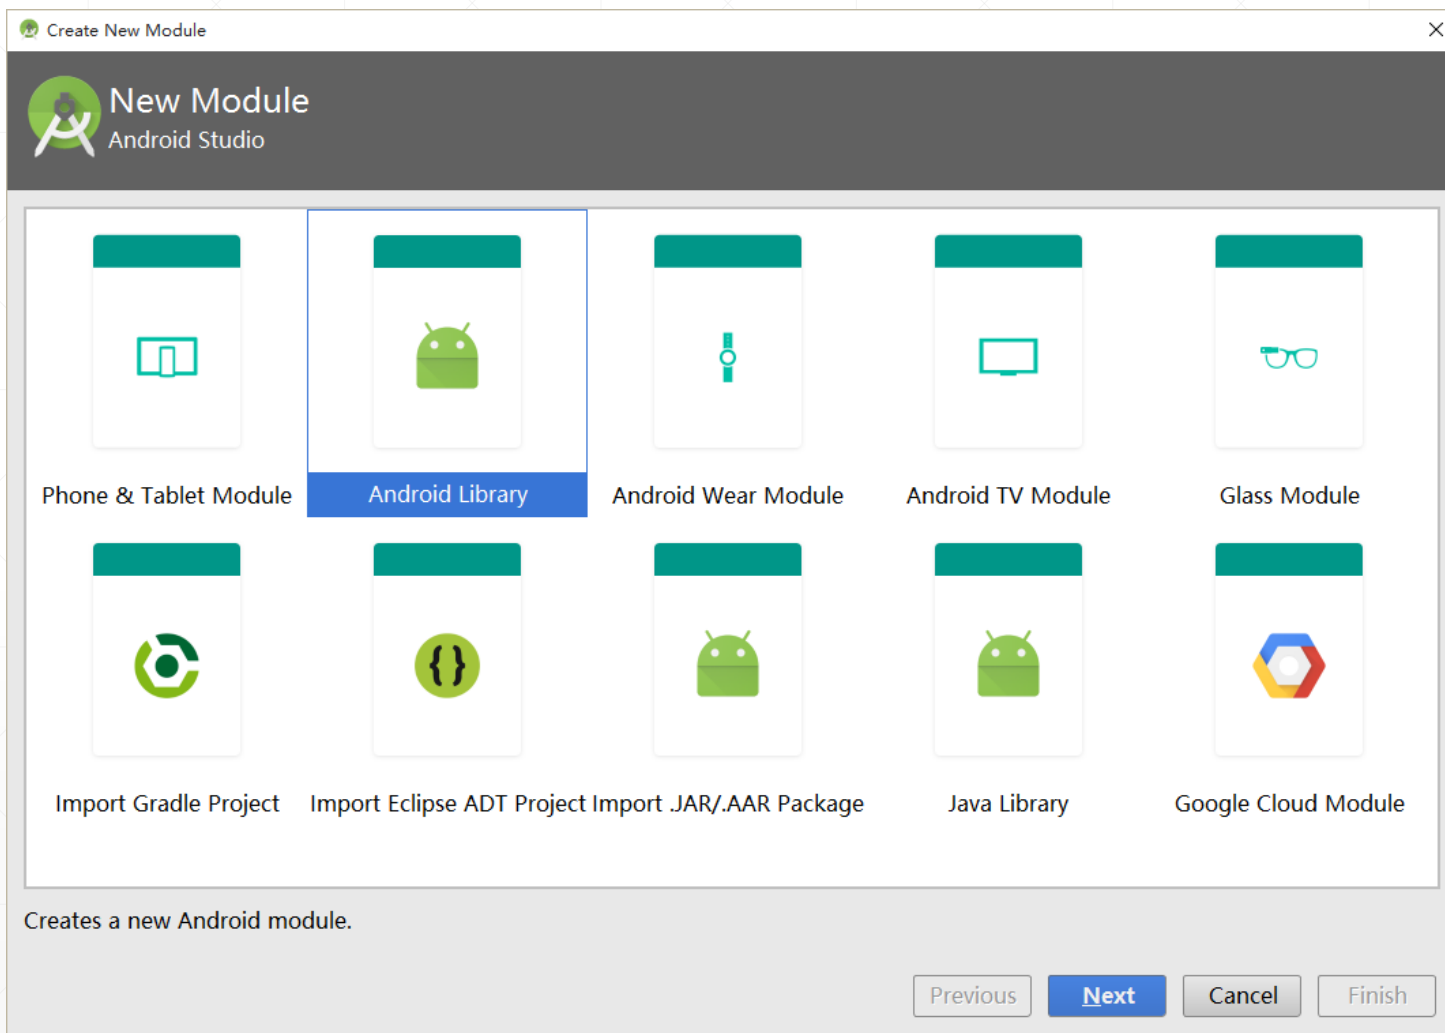 Create New Module
New Module
Android Studio
Phone & Tablet Module
Android Library
Android Wear Module
Android TV Module
Glass Module
Import Gradle Project
Import Eclipse ADT Project
Import .JAR/.AAR Package
Java Library
Google Cloud Module
Creates a new Android module.
Previous
Next
Cancel
Finish